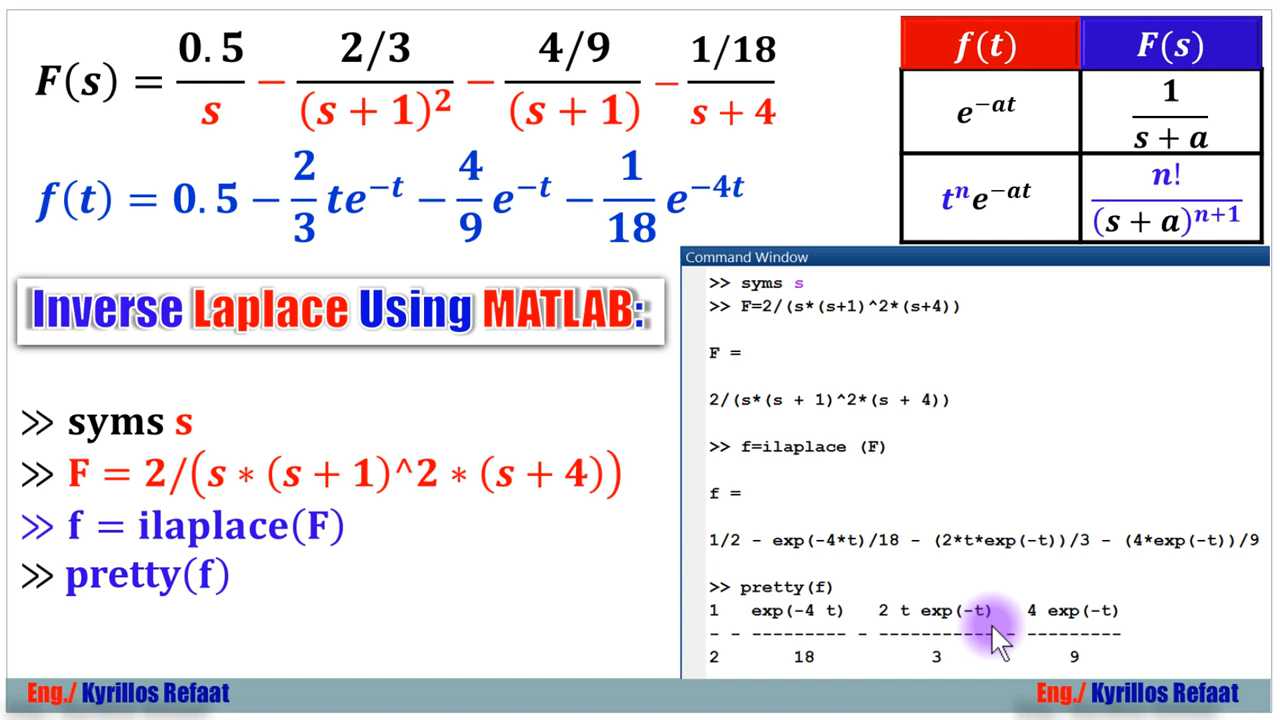 F(s) = 0.5/s − 2/3/(s + 1)² − 4/9/(s + 1) − 1/18/s + 4
f(t) = 0.5 − 2/3 te^−t − 4/9 e^−t − 1/18 e^−4t
f(t) F(s)
e^−at 1/s + a
t^n e^−at n!/(s + a)^n+1
Inverse Laplace Using MATLAB:
≫ syms s
≫ F = 2/(s ∗ (s + 1)^2 ∗ (s + 4))
≫ f = ilaplace(F)
≫ pretty(f)
Command Window
>> syms s
>> F=2/(s*(s+1)^2*(s+4))
F =
2/(s*(s + 1)^2*(s + 4))
>> f=ilaplace (F)
f =
1/2 - exp(-4*t)/18 - (2*t*exp(-t))/3 - (4*exp(-t))/9
>> pretty(f)
1 exp(-4 t) 2 t exp(-t) 4 exp(-t)
- - --------- - ----------- - ---------
2 18 3 9
Eng./ Kyrillos Refaat
Eng./ Kyrillos Refaat